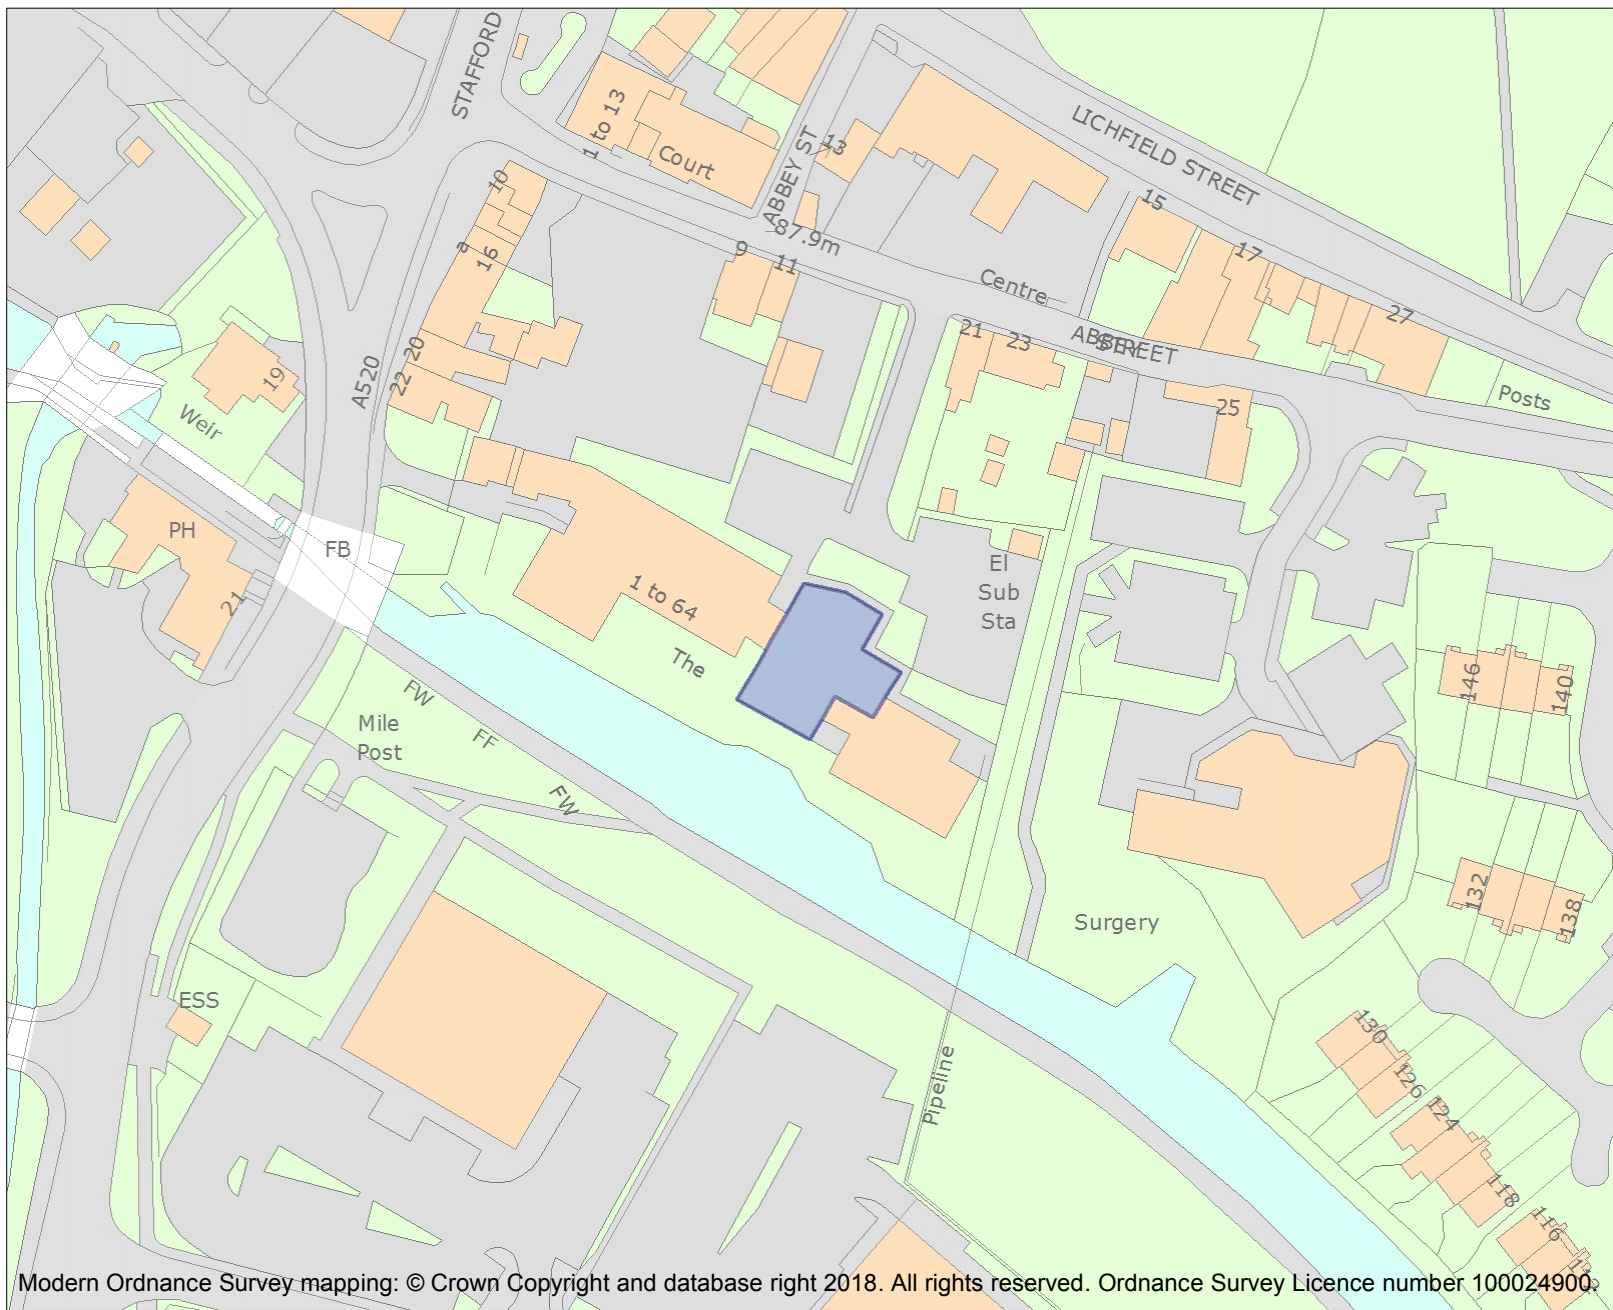 STAFFORD
1 to 13
Court
ABBEY ST
13
LICHFIELD STREET
87.9m
10
a
16
9
11
Centre
15
17
27
21
23
ABBEY
STREET
STREET
25
Posts
A520
20
22
19
Weir
PH
FB
21
1 to 64
The
El
Sub
Sta
Mile
Post
FW
FF
FW
146
140
132
138
Surgery
ESS
Pipeline
130
126
124
118
116
112
Modern Ordnance Survey mapping: © Crown Copyright and database right 2018. All rights reserved. Ordnance Survey Licence number 100024900.